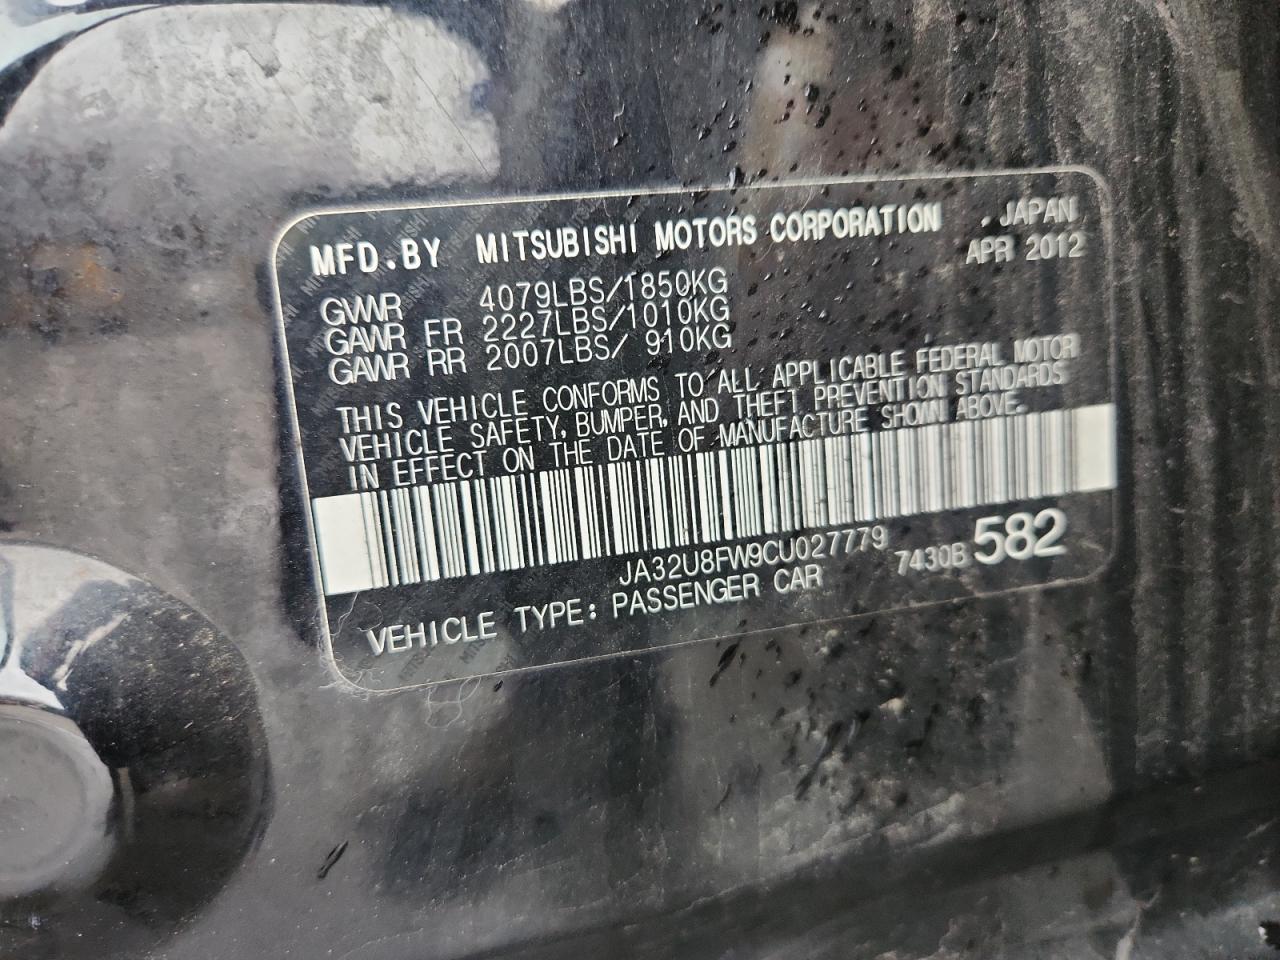 MFD.BY MITSUBISHI MOTORS CORPORATION .JAPAN
APR 2012
GVWR 4079LBS/1850KG
GAWR FR 2227LBS/1010KG
GAWR RR 2007LBS/ 910KG
THIS VEHICLE CONFORMS TO ALL APPLICABLE FEDERAL MOTOR
VEHICLE SAFETY, BUMPER, AND THEFT PREVENTION STANDARDS
IN EFFECT ON THE DATE OF MANUFACTURE SHOWN ABOVE.
JA32U8FW9CU027779 7430B 582
VEHICLE TYPE: PASSENGER CAR